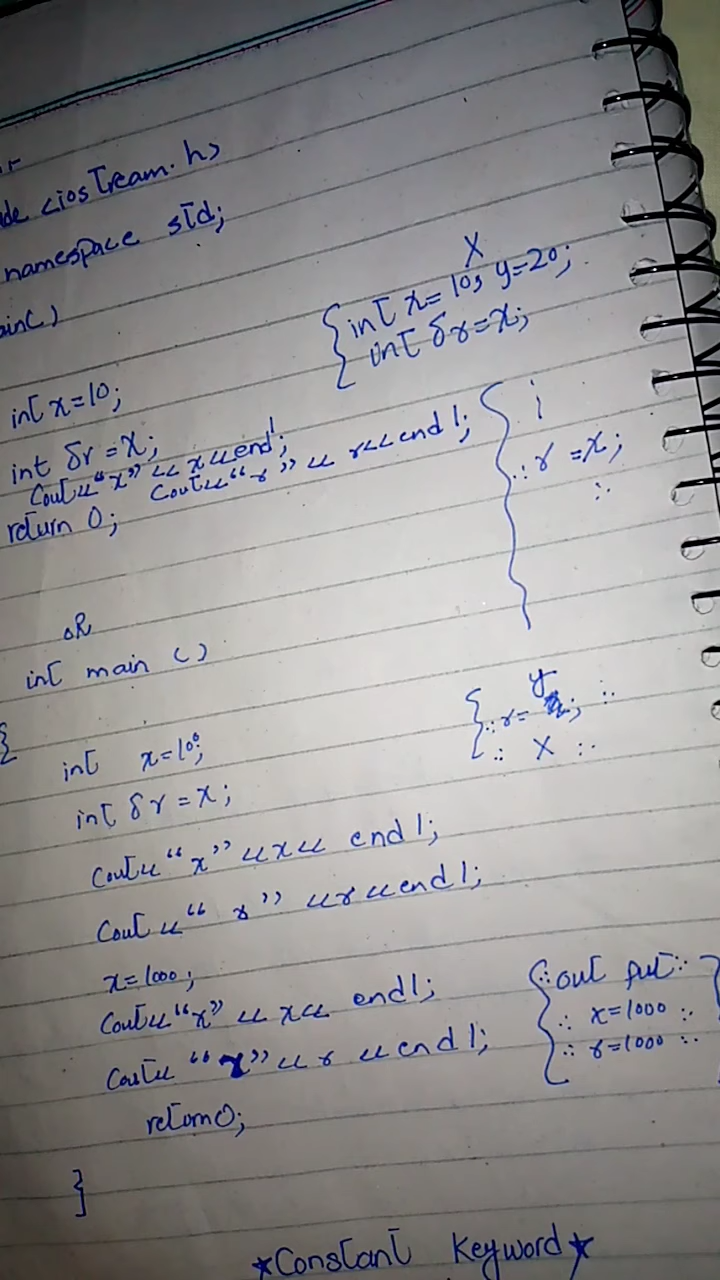 de <iostream.h>
namespace std;
ain()
int x=10;
int &r=x;
Cout<<"x"<<x<<endl;
Cout<<"r"<<r<<endl;
return 0;
X
{ int x=10, y=20;
int &r=x;
{ ;
∴ r=x;
∴
OR
int main ()
{
int x=10;
int &r=x;
Cout<<"x"<<x<<endl;
Cout<<"r"<<r<<endl;
x=1000;
Cout<<"x"<<x<<endl;
Cout<<"r"<<r<<endl;
return0;
}
y
{ ∴ r= ; ∴
∴ X ∴
{∴ out put ∴ }
∴ x=1000 ∴
∴ r=1000 ∴
*Constant Keyword*